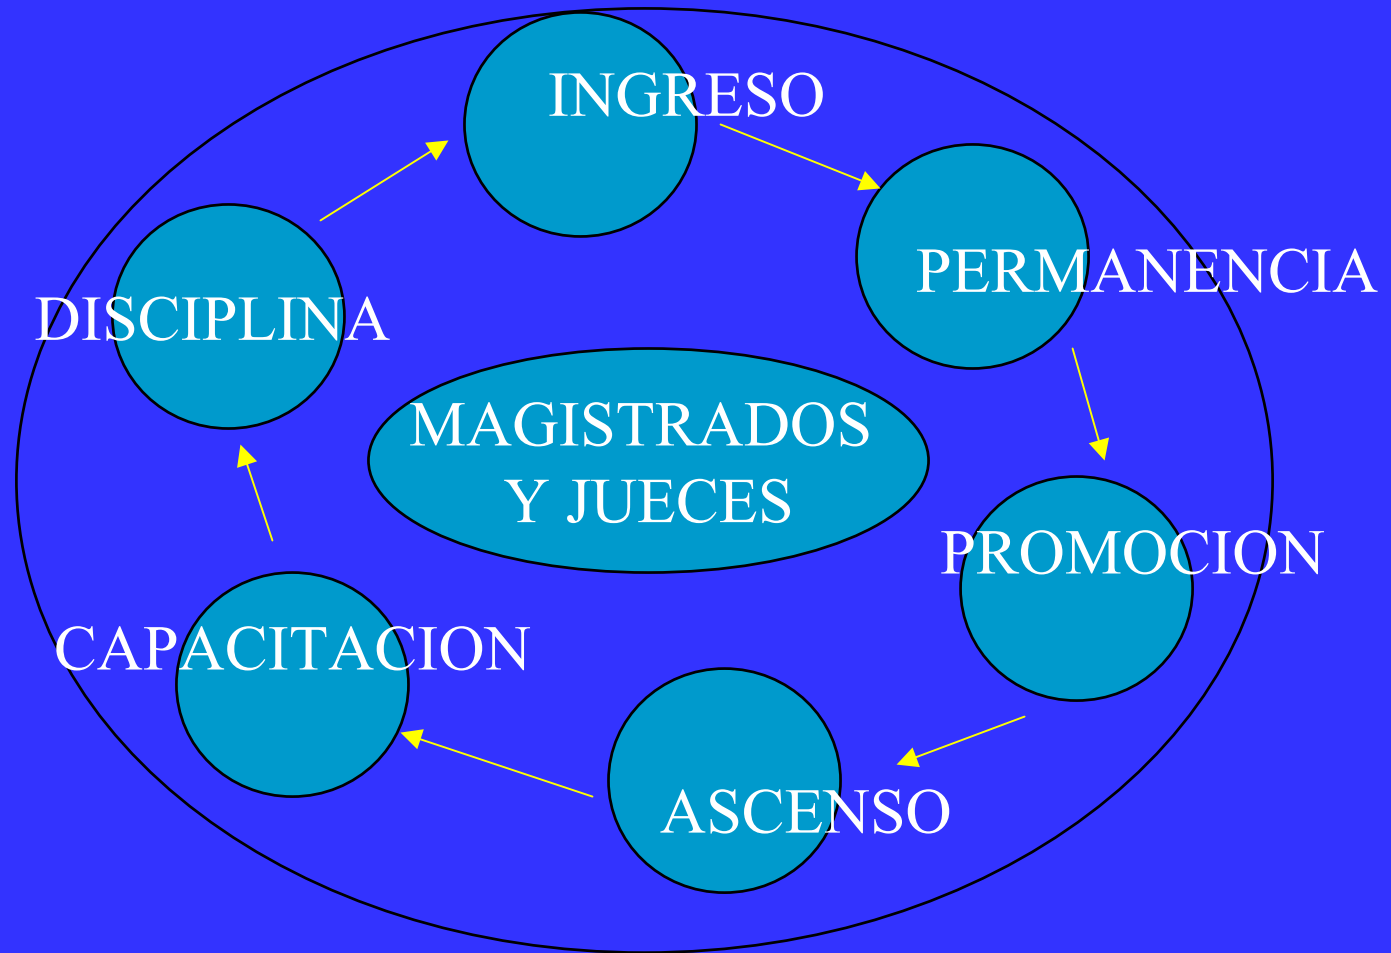 INGRESO
PERMANENCIA
DISCIPLINA
MAGISTRADOS
Y JUECES
PROMOCION
CAPACITACION
ASCENSO